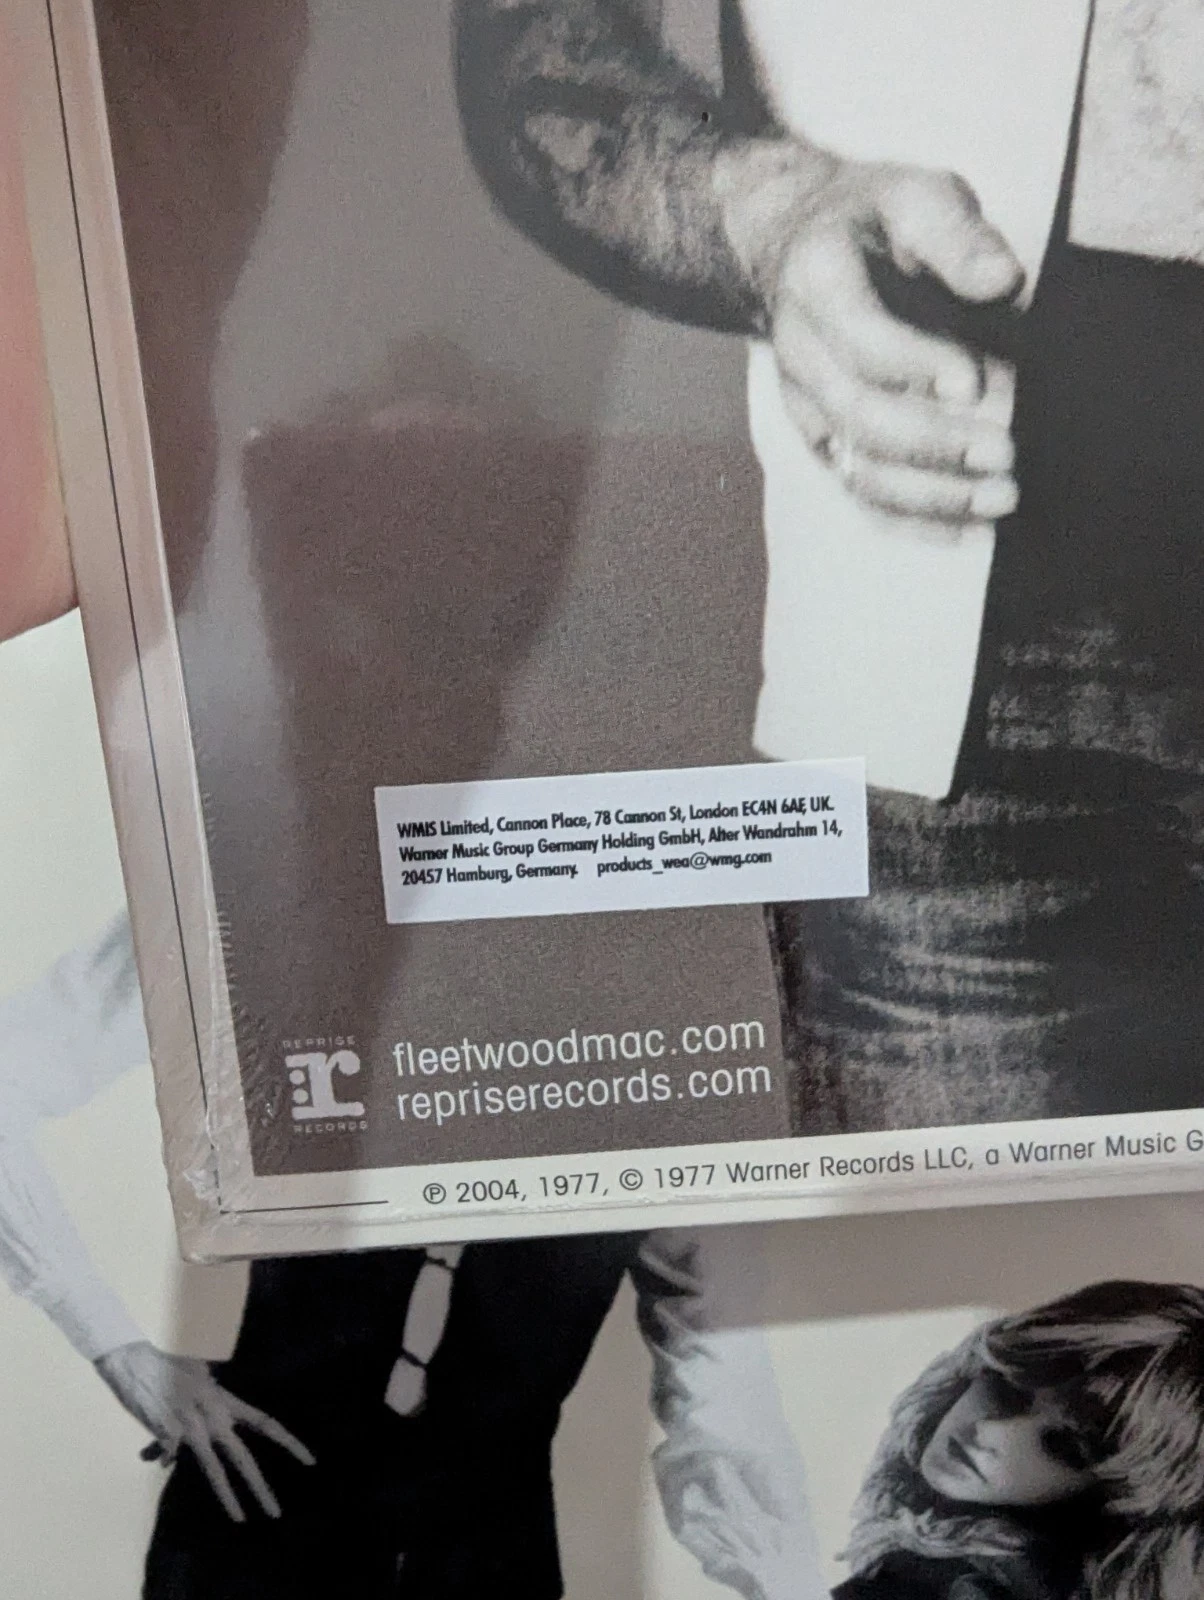 WMIS Limited, Cannon Place, 78 Cannon St, London EC4N 6AF, UK.
Warner Music Group Germany Holding GmbH, Alter Wandrahm 14,
20457 Hamburg, Germany. products_wea@wmg.com
REPRISE
r
RECORDS
fleetwoodmac.com
repriserecords.com
℗ 2004, 1977, © 1977 Warner Records LLC, a Warner Music G